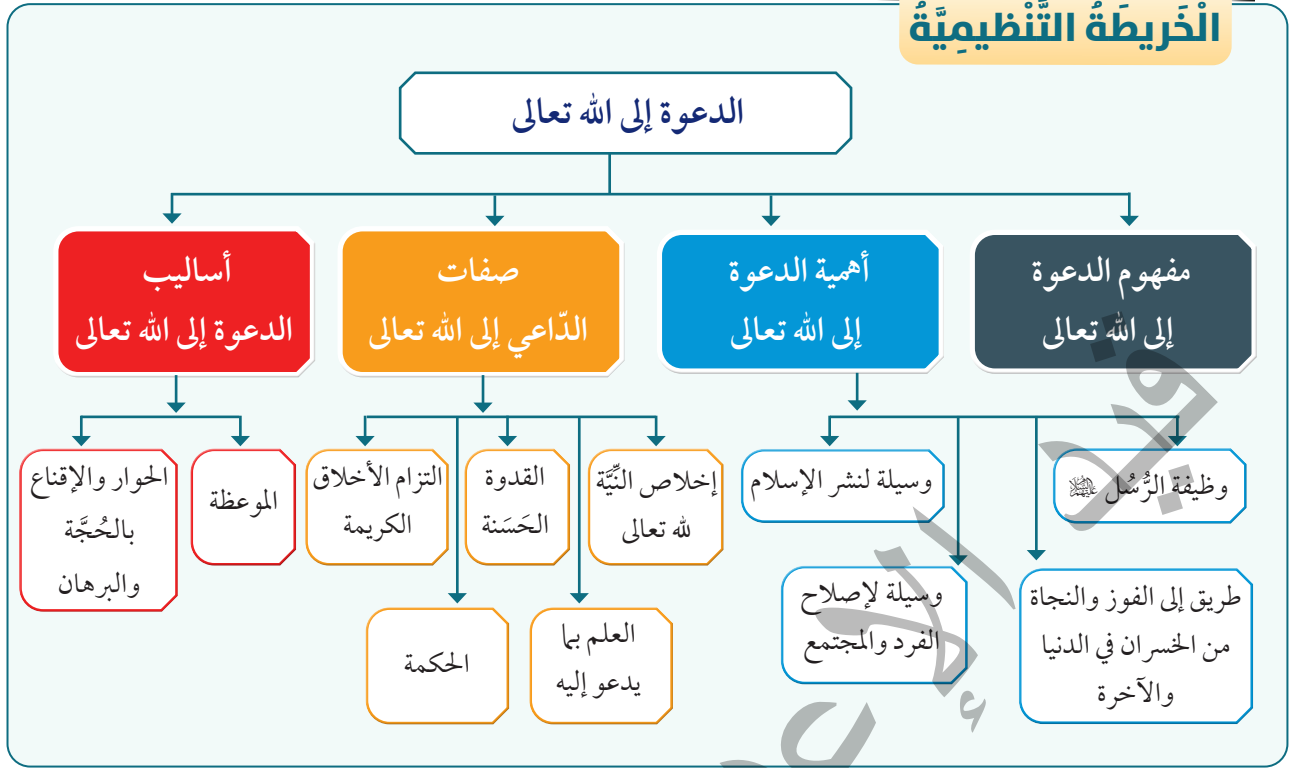 الْخَرِيطَةُ التَّنْظيمِيَّةُ
الدعوة إلى الله تعالى
مفهوم الدعوة
إلى الله تعالى
أهمية الدعوة
إلى الله تعالى
صفات
الدّاعي إلى الله تعالى
أساليب
الدعوة إلى الله تعالى
وظيفة الرُّسُل
طريق إلى الفوز والنجاة
من الخسران في الدنيا
والآخرة
وسيلة لإصلاح
الفرد والمجتمع
وسيلة لنشر الإسلام
إخلاص النِّيَّة
لله تعالى
العلم بما
يدعو إليه
القدوة
الحَسَنة
الحكمة
التزام الأخلاق
الكريمة
الموعظة
الحوار والإقناع
بالحُجَّة
والبرهان